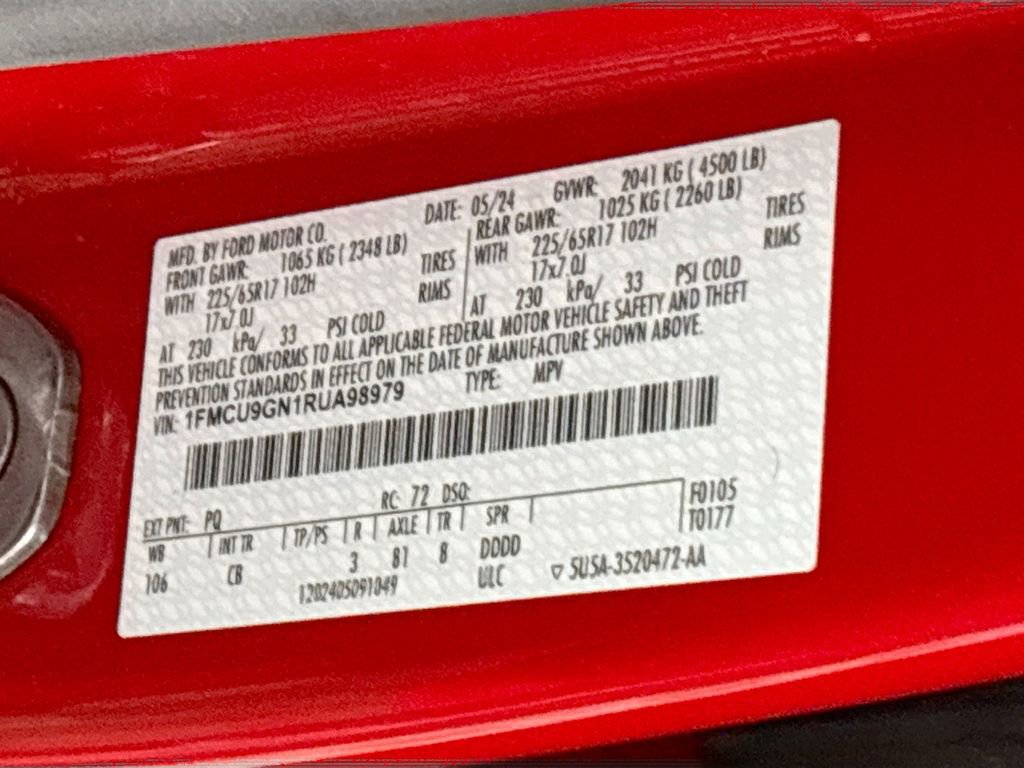 MFD. BY FORD MOTOR CO.
DATE: 05/24 GVWR: 2041 KG ( 4500 LB)
FRONT GAWR: 1065 KG ( 2348 LB)
REAR GAWR: 1025 KG ( 2260 LB)
WITH 225/65R17 102H TIRES
WITH 225/65R17 102H TIRES
17x7.0J RIMS
17x7.0J RIMS
AT 230 kPa/ 33 PSI COLD
AT 230 kPa/ 33 PSI COLD
THIS VEHICLE CONFORMS TO ALL APPLICABLE FEDERAL MOTOR VEHICLE SAFETY AND THEFT
PREVENTION STANDARDS IN EFFECT ON THE DATE OF MANUFACTURE SHOWN ABOVE.
VIN: 1FMCU9GN1RUA98979 TYPE: MPV
EXT PNT: PQ RC: 72 DSO: F0105
WB INT TR TP/PS R AXLE TR SPR T0177
106 CB 3 81 8 DDDD
1202405091049 ULC ▽ 5U5A-3520472-AA